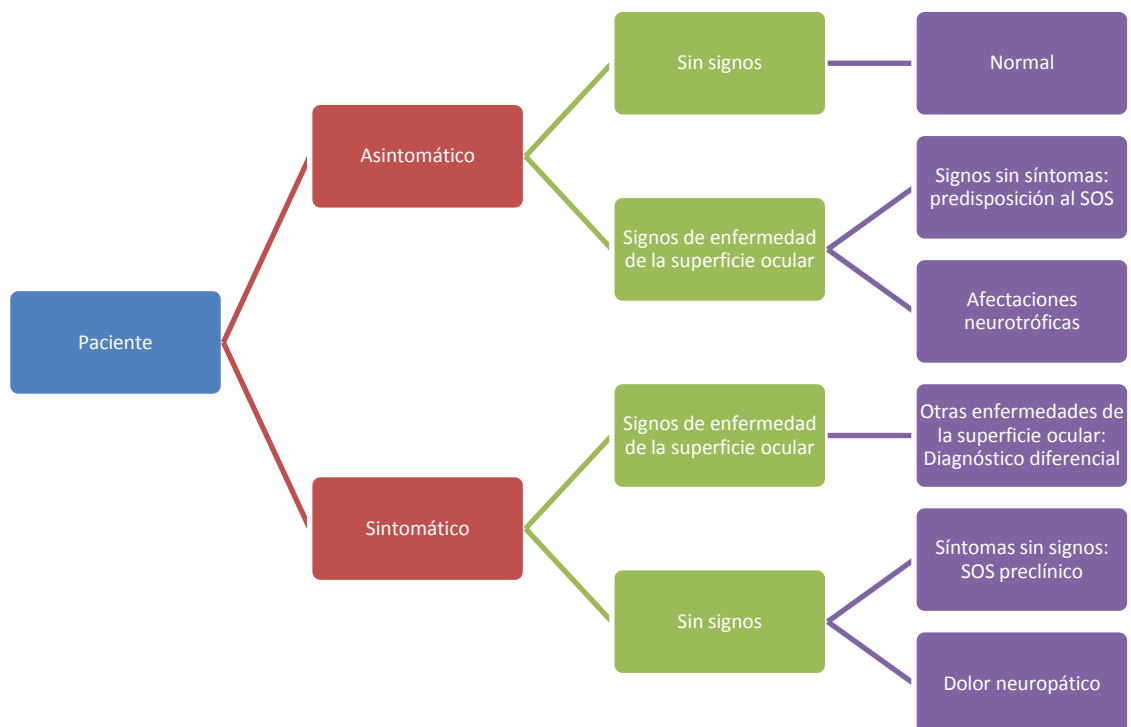 Paciente
Asintomático
Sin signos
Normal
Signos de enfermedad
de la superficie ocular
Signos sin síntomas:
predisposición al SOS
Afectaciones
neurotróficas
Sintomático
Signos de enfermedad
de la superficie ocular
Otras enfermedades de
la superficie ocular:
Diagnóstico diferencial
Sin signos
Síntomas sin signos:
SOS preclínico
Dolor neuropático